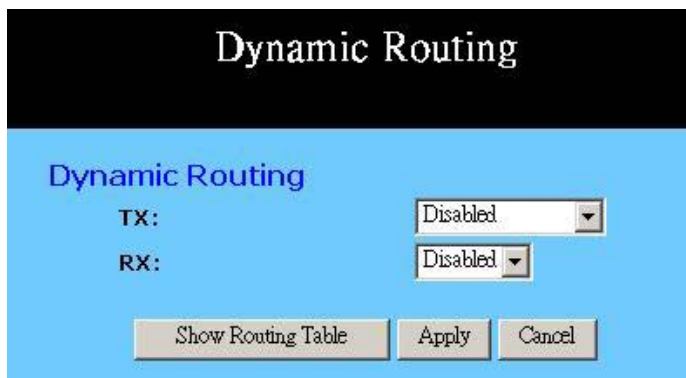 Dynamic Routing
Dynamic Routing
TX: Disabled
RX: Disabled
Show Routing Table Apply Cancel